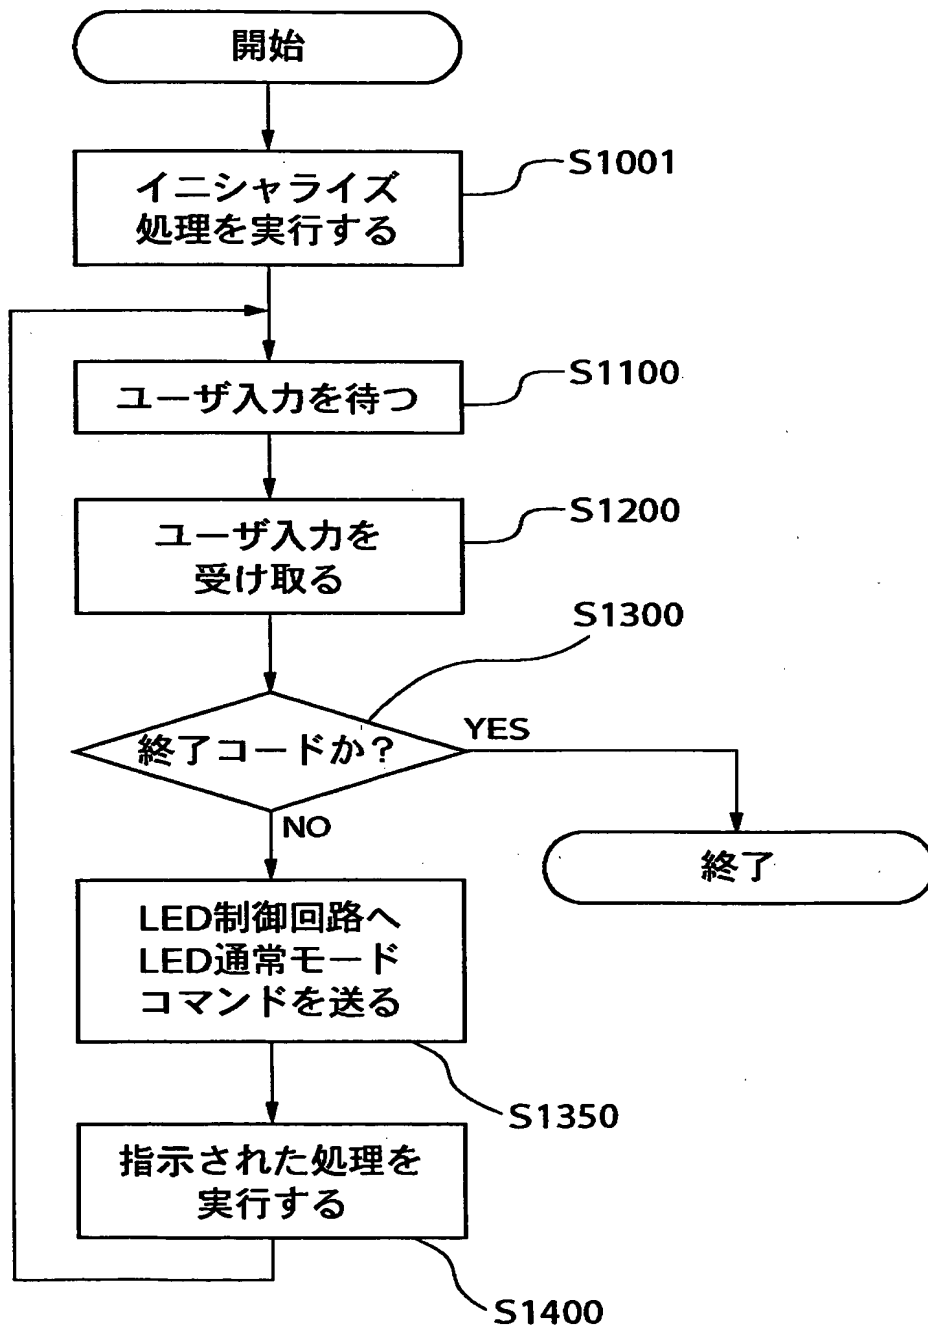 開始
S1001
イニシャライズ
処理を実行する
S1100
ユーザ入力を待つ
S1200
ユーザ入力を
受け取る
S1300
終了コードか?
YES
NO
終了
LED制御回路へ
LED通常モード
コマンドを送る
S1350
指示された処理を
実行する
S1400